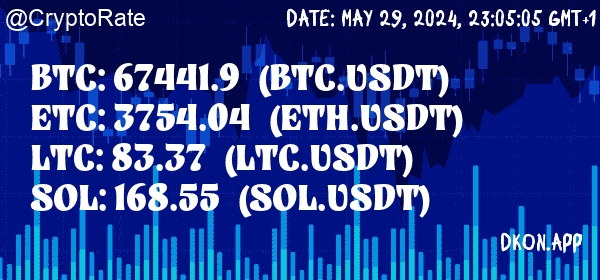 @CryptoRate
DATE: MAY 29, 2024, 23:05:05 GMT+1
BTC: 67441.9 (BTC.USDT)
ETC: 3754.04 (ETH.USDT)
LTC: 83.37 (LTC.USDT)
SOL: 168.55 (SOL.USDT)
DKON.APP